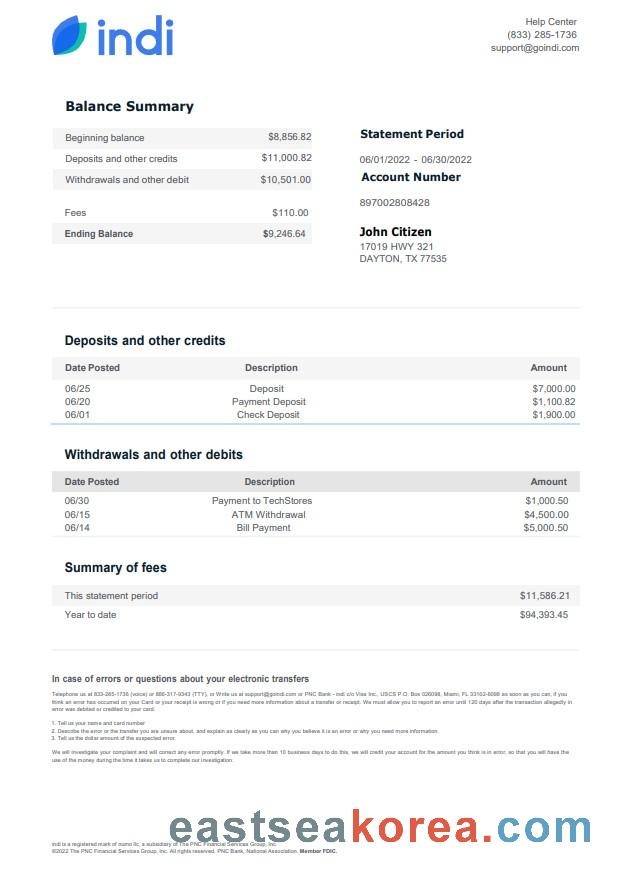 indi
Help Center
(833) 285-1736
support@goindi.com
Balance Summary
Beginning balance $8,856.82
Deposits and other credits $11,000.82
Withdrawals and other debit $10,501.00
Fees $110.00
Ending Balance $9,246.64
Statement Period
06/01/2022 - 06/30/2022
Account Number
897002808428
John Citizen
17019 HWY 321
DAYTON, TX 77535
Deposits and other credits
Date Posted Description Amount
06/25 Deposit $7,000.00
06/20 Payment Deposit $1,100.82
06/01 Check Deposit $1,900.00
Withdrawals and other debits
Date Posted Description Amount
06/30 Payment to TechStores $1,000.50
06/15 ATM Withdrawal $4,500.00
06/14 Bill Payment $5,000.50
Summary of fees
This statement period $11,586.21
Year to date $94,393.45
In case of errors or questions about your electronic transfers
Telephone us at 833-285-1736 (voice) or 866-317-9343 (TTY), or Write us at support@goindi.com or PNC Bank - indi c/o Visa Inc., USCS P.O. Box 026098, Miami, FL 33102-6098 as soon as you can, if you
think an error has occurred on your Card or your receipt is wrong or if you need more information about a transfer or receipt. We must allow you to report an error until 120 days after the transaction allegedly in
error was debited or credited to your card.
1. Tell us your name and card number
2. Describe the error or the transfer you are unsure about, and explain as clearly as you can why you believe it is an error or why you need more information.
3. Tell us the dollar amount of the suspected error.
We will investigate your complaint and will correct any error promptly. If we take more than 10 business days to do this, we will credit your account for the amount you think is in error, so that you will have the
use of the money during the time it takes us to complete our investigation.
eastseakorea.com
indi is a registered mark of numo llc, a subsidiary of The PNC Financial Services Group, Inc.
©2022 The PNC Financial Services Group, Inc. All rights reserved. PNC Bank, National Association. Member FDIC.